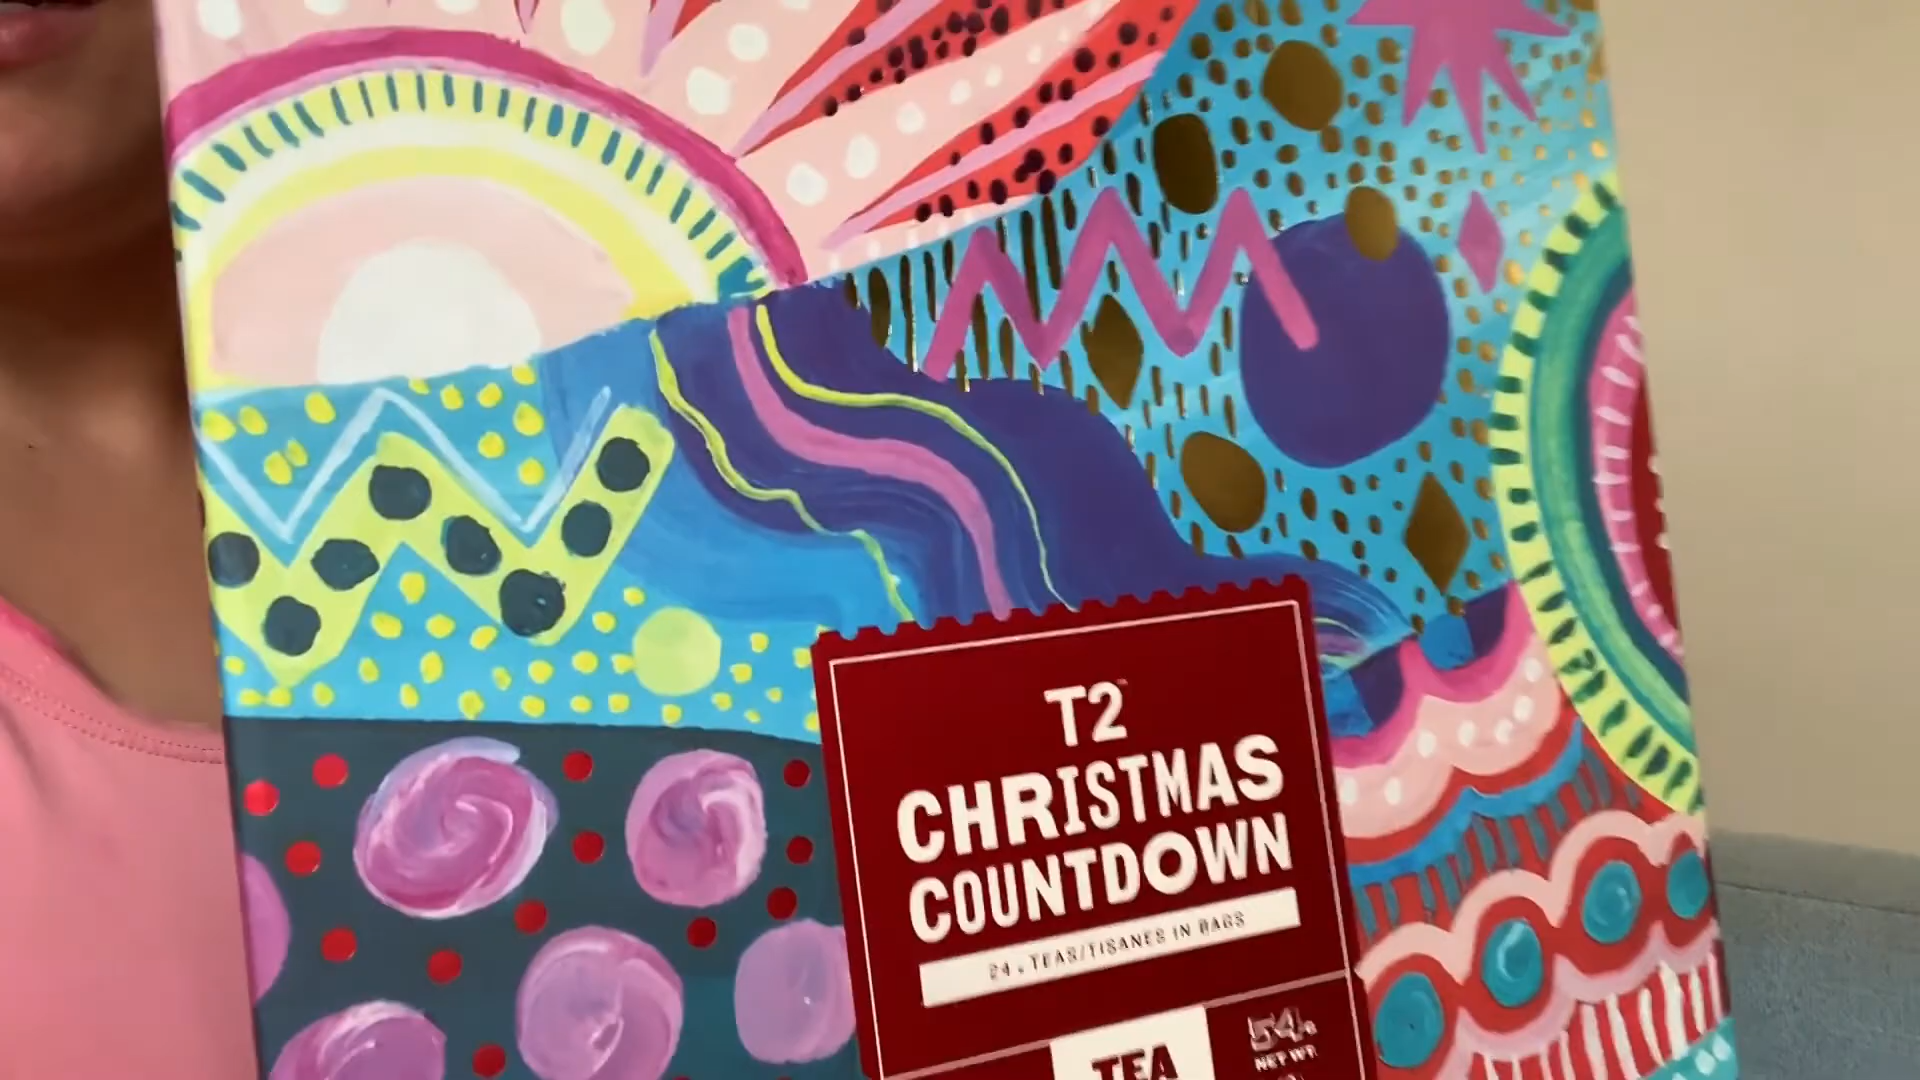 T2™
CHRISTMAS
COUNTDOWN
24 TEAS/TISANES IN BAGS
TEA
54g
NET WT.